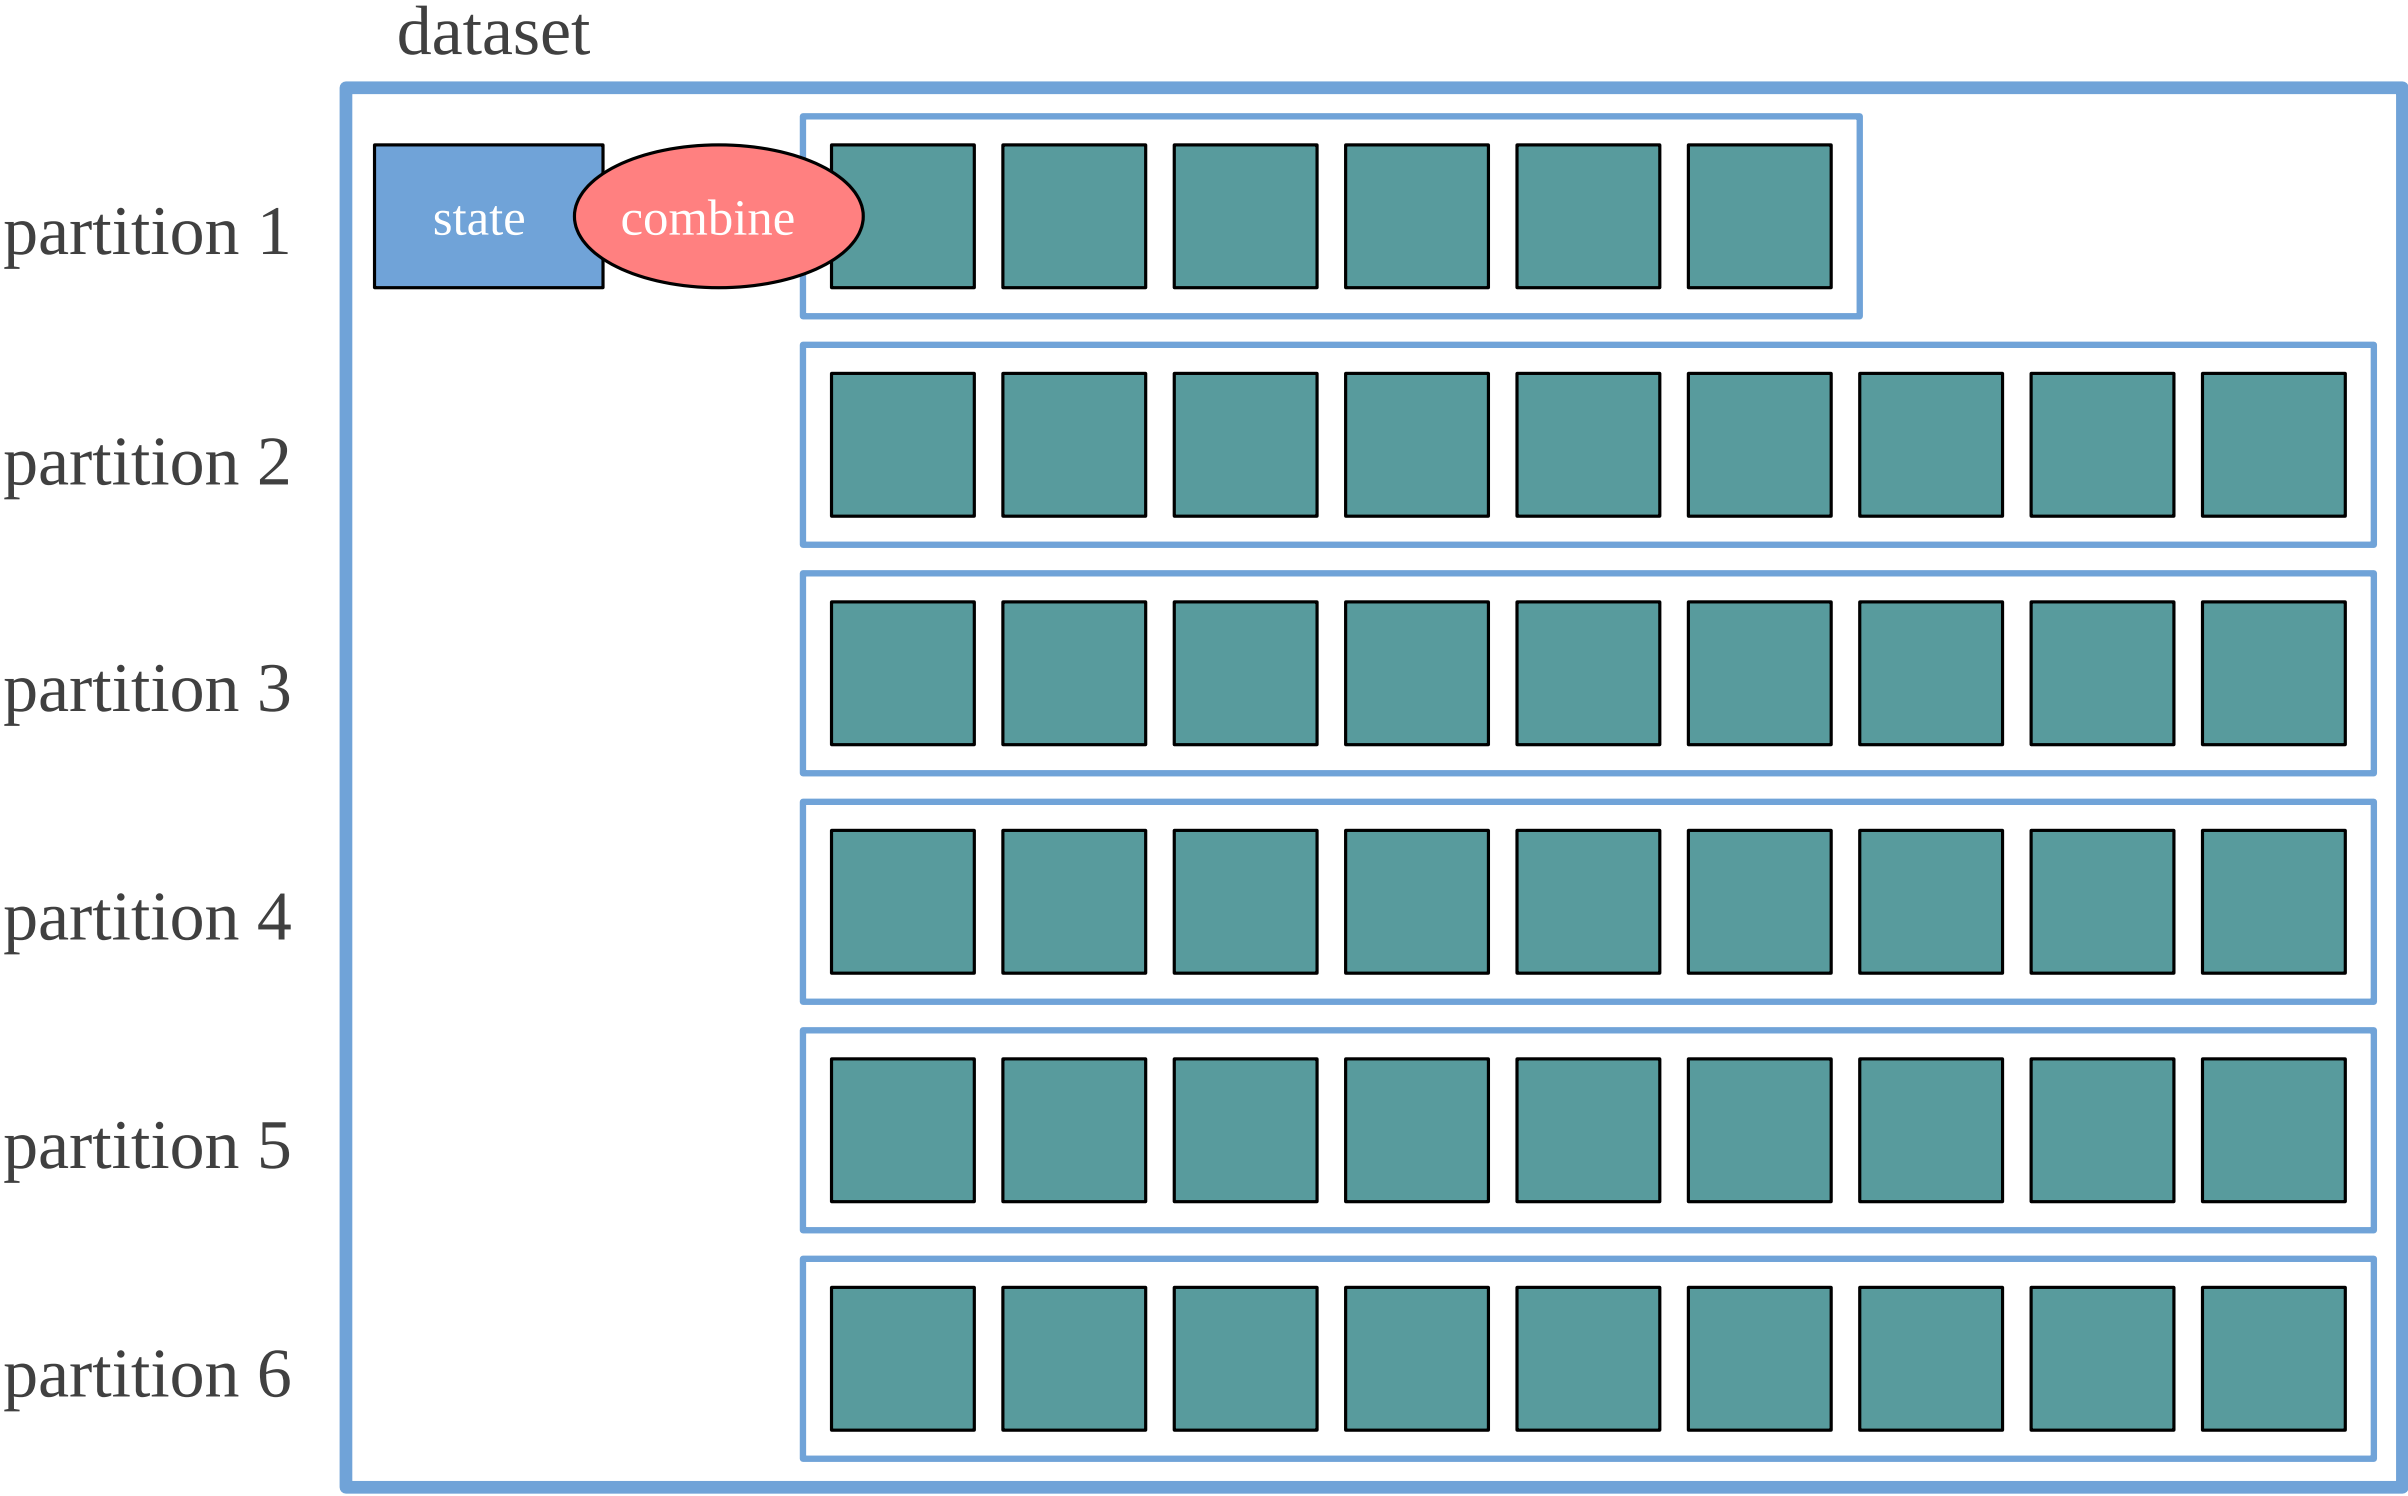 dataset
partition 1
state
combine
partition 2
partition 3
partition 4
partition 5
partition 6